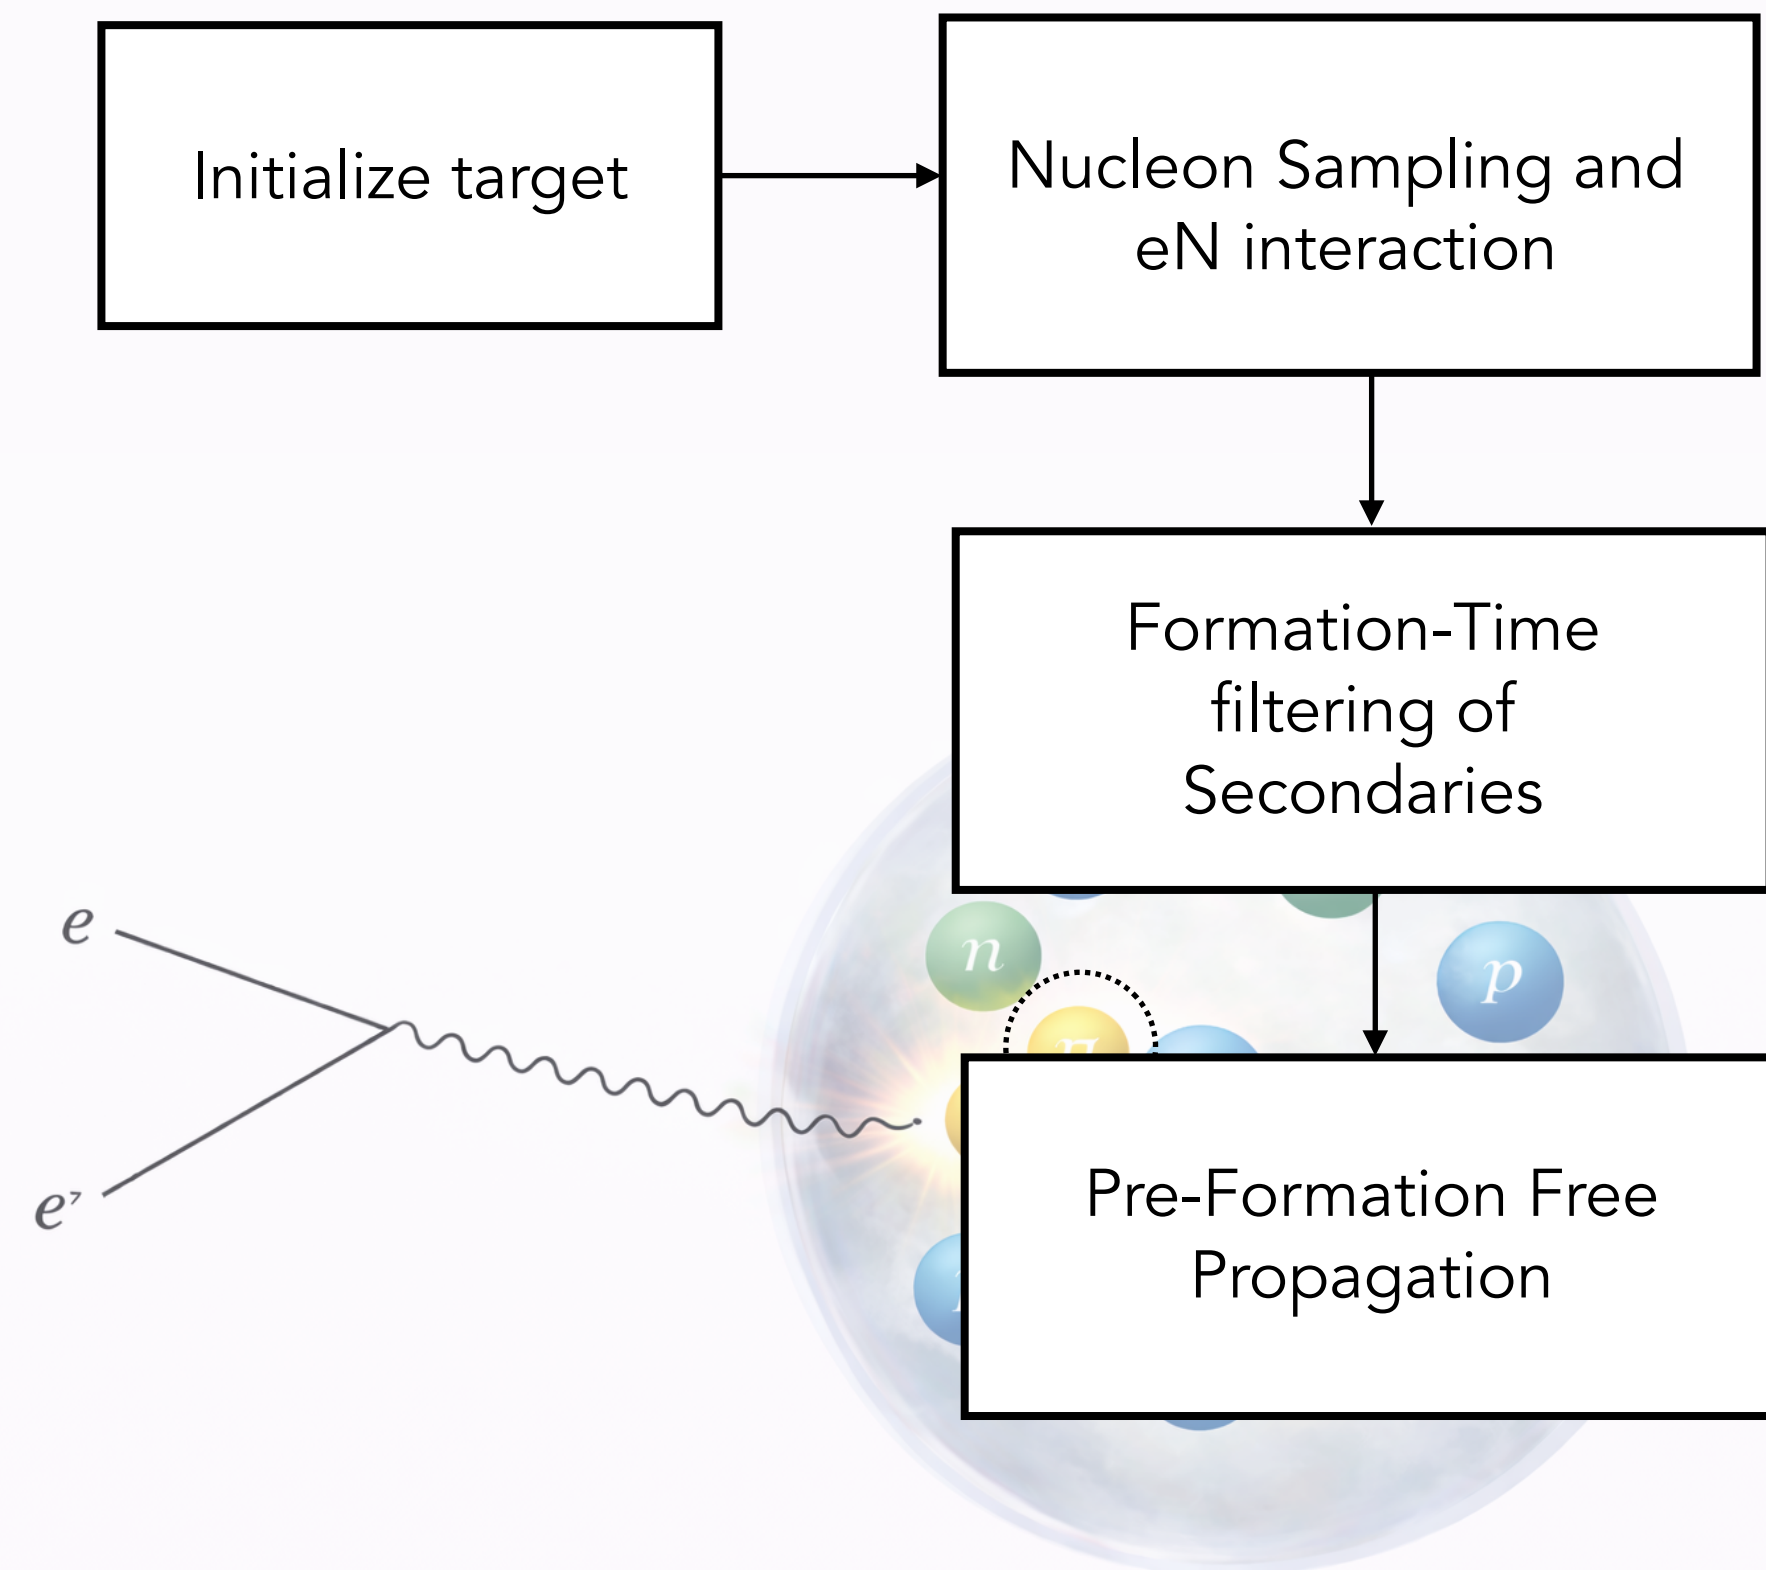 Initialize target
Nucleon Sampling and
eN interaction
Formation-Time
filtering of
Secondaries
e
n
p
π
e’
Pre-Formation Free
Propagation